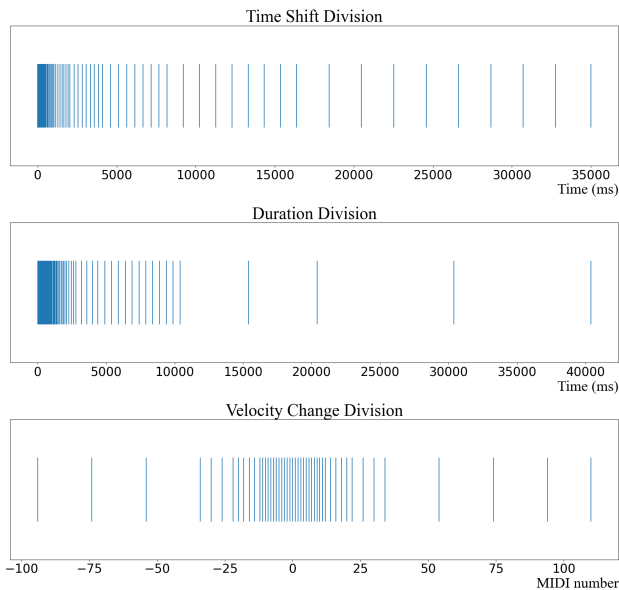 Time Shift Division
0 5000 10000 15000 20000 25000 30000 35000
Time (ms)
Duration Division
0 5000 10000 15000 20000 25000 30000 35000 40000
Time (ms)
Velocity Change Division
−100 −75 −50 −25 0 25 50 75 100
MIDI number